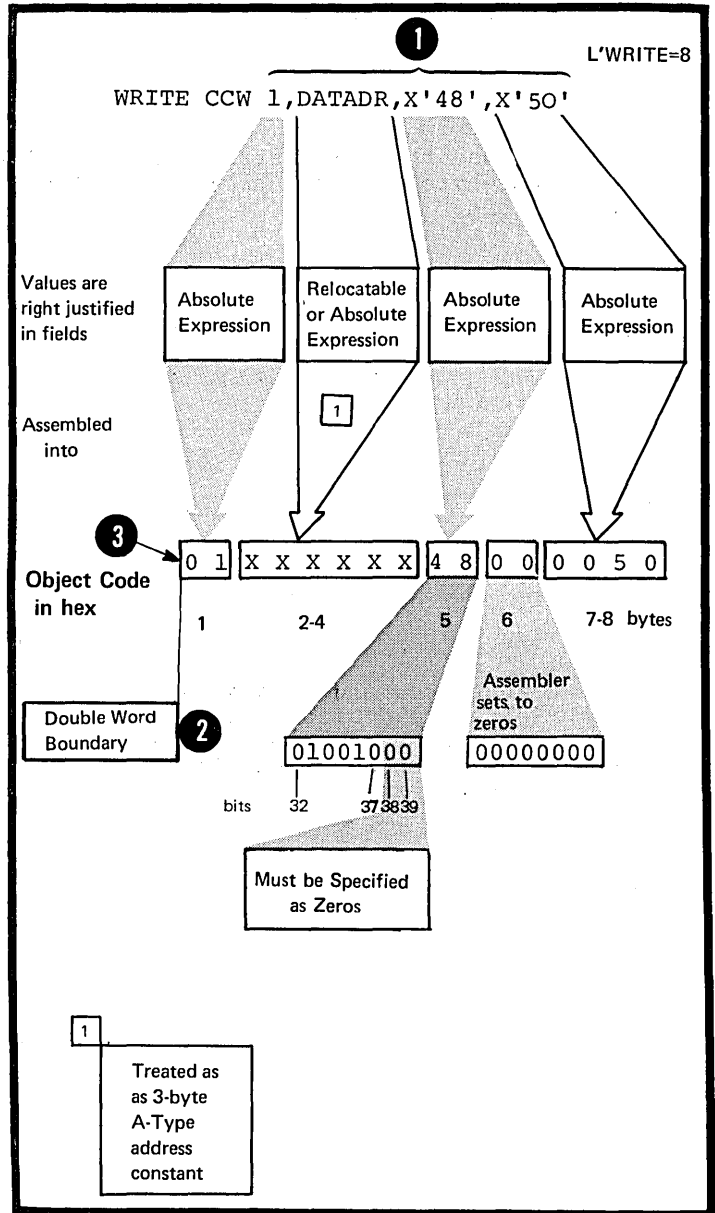 1
L'WRITE=8
WRITE CCW 1,DATADR,X'48',X'50'
Values are
right justified
in fields
Absolute
Expression
Relocatable
or Absolute
Expression
Absolute
Expression
Absolute
Expression
Assembled
into
1
3
Object Code
in hex
0 1 X X X X X X 4 8 0 0 0 0 5 0
1 2-4 5 6 7-8 bytes
Double Word
Boundary
2
Assembler
sets to
zeros
01001000
00000000
bits 32 37 38 39
Must be Specified
as Zeros
1
Treated as
as 3-byte
A-Type
address
constant